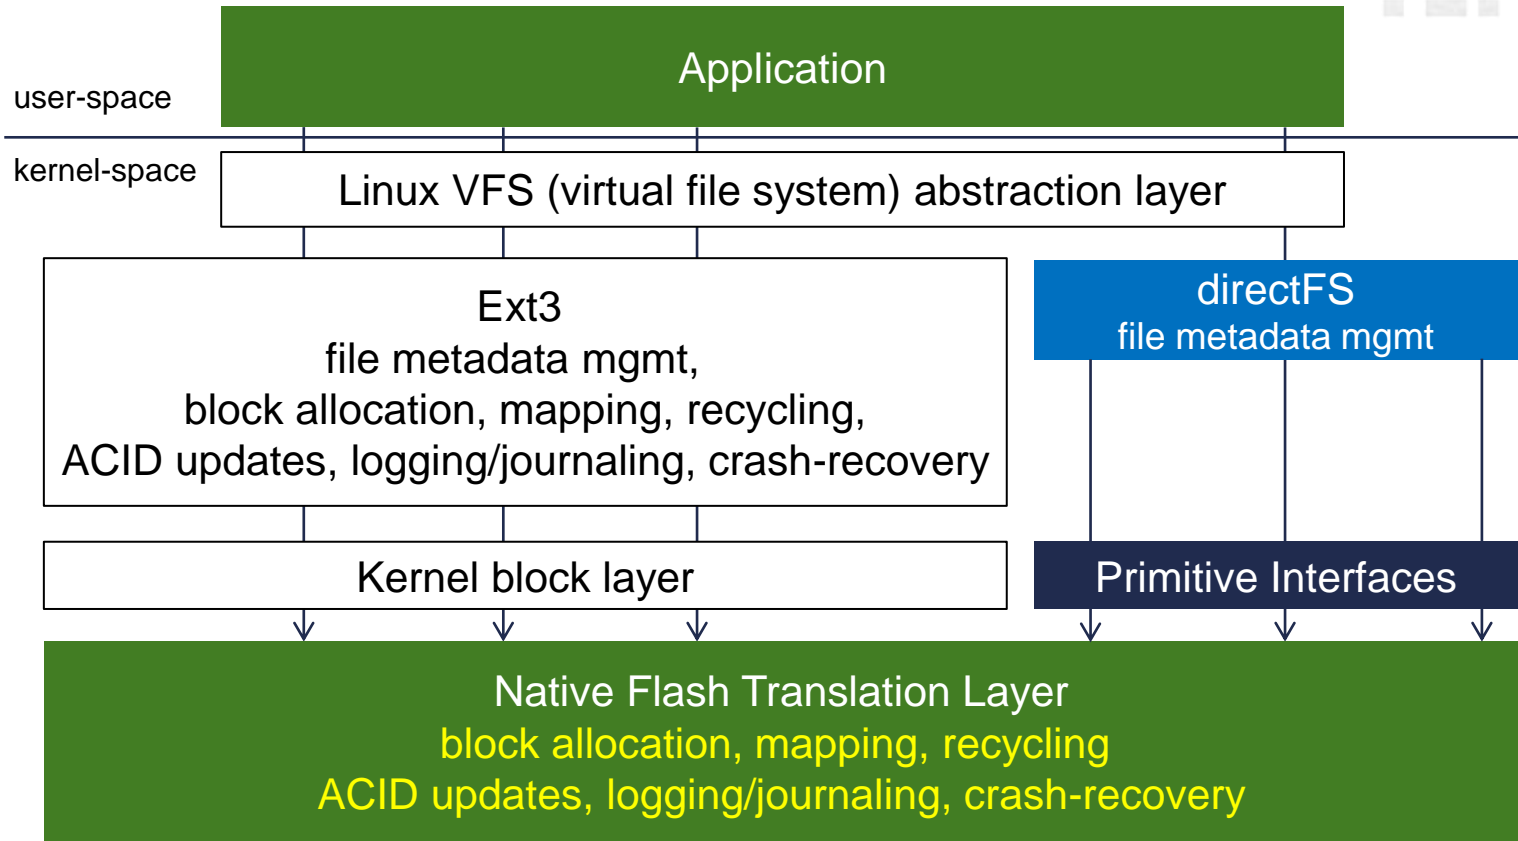 Application
user-space
kernel-space
Linux VFS (virtual file system) abstraction layer
Ext3
file metadata mgmt,
block allocation, mapping, recycling,
ACID updates, logging/journaling, crash-recovery
directFS
file metadata mgmt
Kernel block layer
Primitive Interfaces
Native Flash Translation Layer
block allocation, mapping, recycling
ACID updates, logging/journaling, crash-recovery